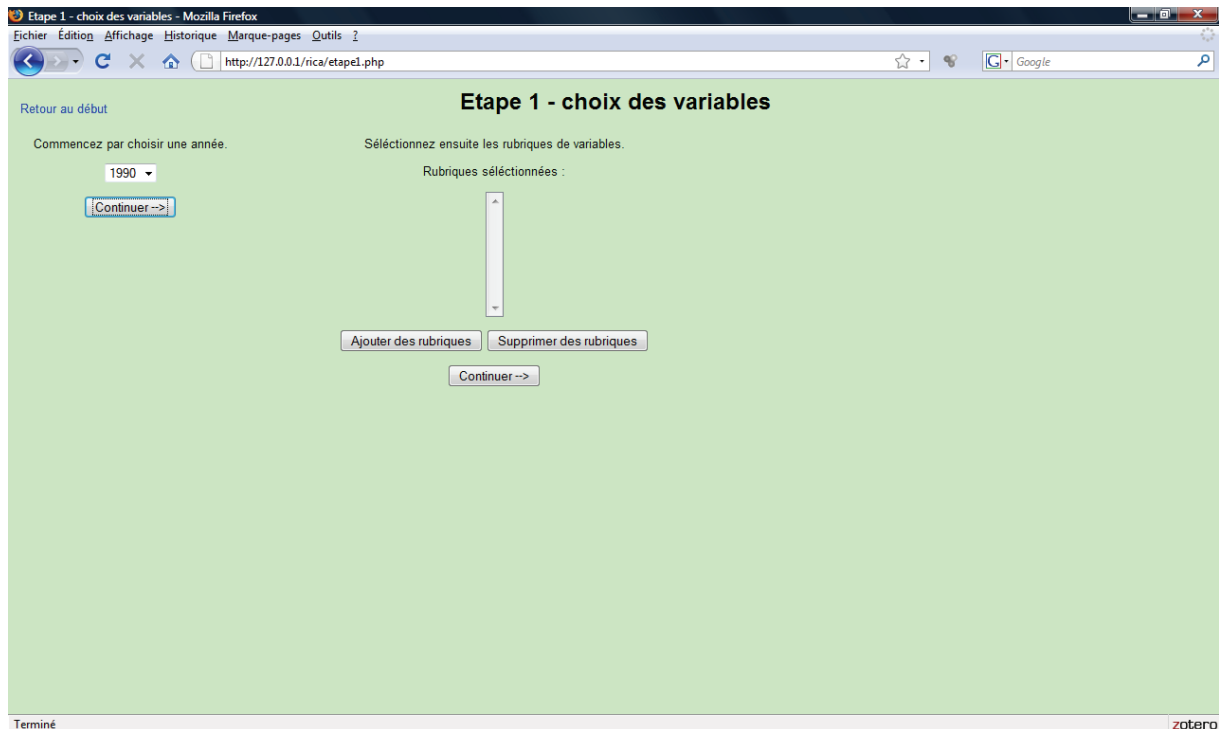 Etape 1 - choix des variables - Mozilla Firefox
Fichier Édition Affichage Historique Marque-pages Outils ?
http://127.0.0.1/rica/etape1.php
G Google
Etape 1 - choix des variables
Retour au début
Commencez par choisir une année.
Séléctionnez ensuite les rubriques de variables.
1990
Rubriques séléctionnées :
Continuer -->
Ajouter des rubriques Supprimer des rubriques
Continuer -->
Terminé
zotero